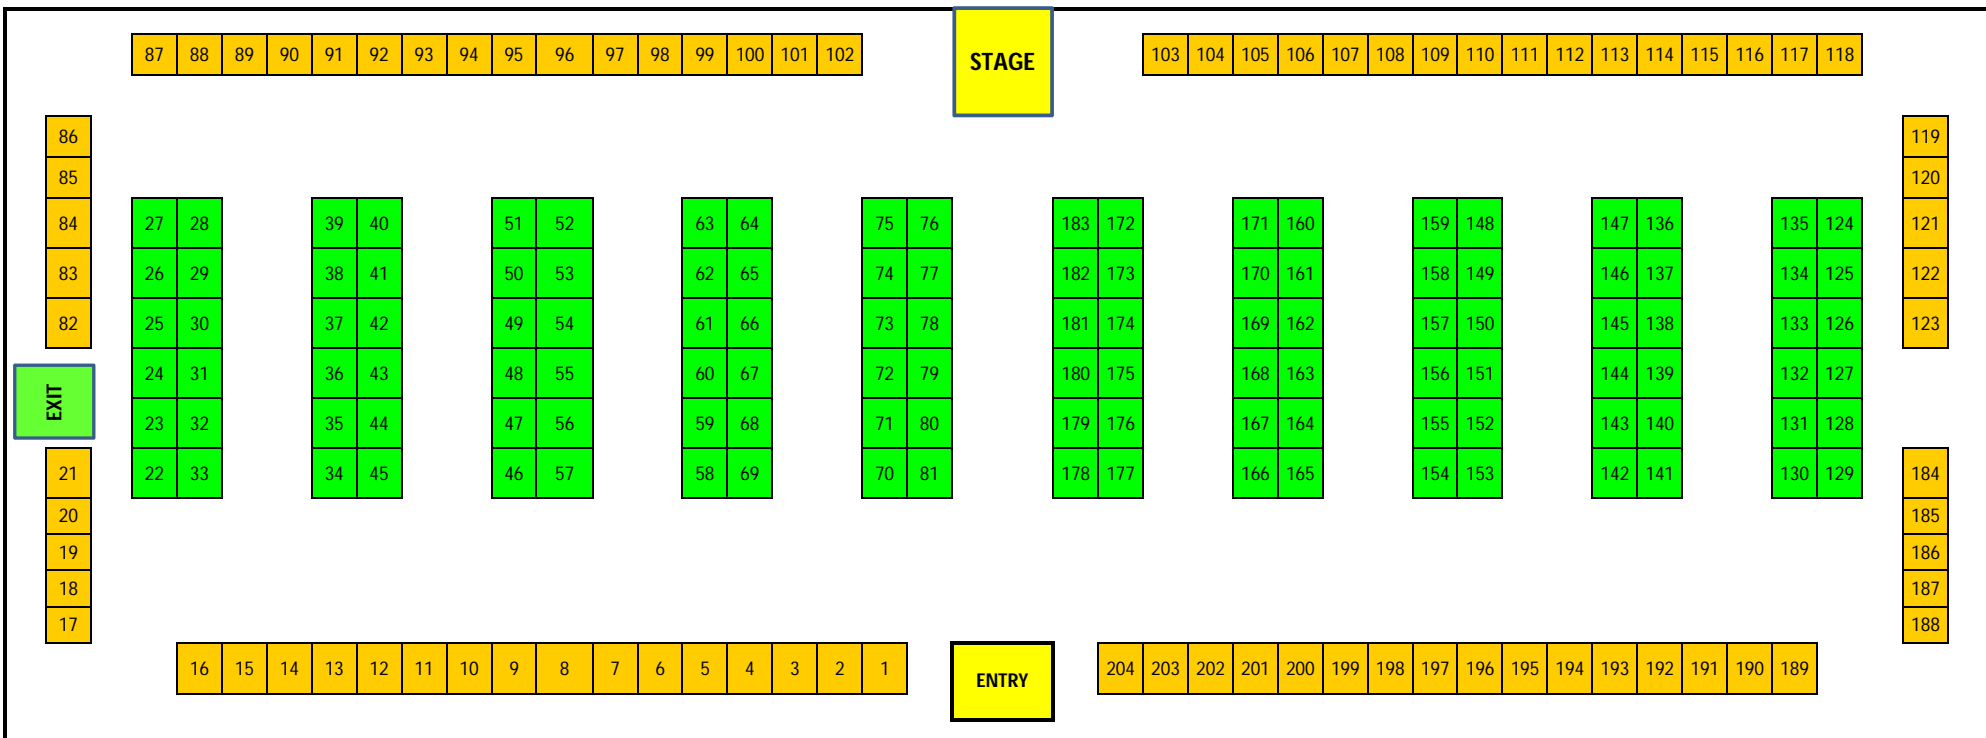 87 88 89 90 91 92 93 94 95 96 97 98 99 100 101 102 STAGE 103 104 105 106 107 108 109 110 111 112 113 114 115 116 117 118
86 119
85 120
84 27 28 39 40 51 52 63 64 75 76 183 172 171 160 159 148 147 136 135 124 121
83 26 29 38 41 50 53 62 65 74 77 182 173 170 161 158 149 146 137 134 125 122
82 25 30 37 42 49 54 61 66 73 78 181 174 169 162 157 150 145 138 133 126 123
24 31 36 43 48 55 60 67 72 79 180 175 168 163 156 151 144 139 132 127
EXIT
23 32 35 44 47 56 59 68 71 80 179 176 167 164 155 152 143 140 131 128
21 22 33 34 45 46 57 58 69 70 81 178 177 166 165 154 153 142 141 130 129 184
20 185
19 186
18 187
17 188
16 15 14 13 12 11 10 9 8 7 6 5 4 3 2 1 ENTRY 204 203 202 201 200 199 198 197 196 195 194 193 192 191 190 189